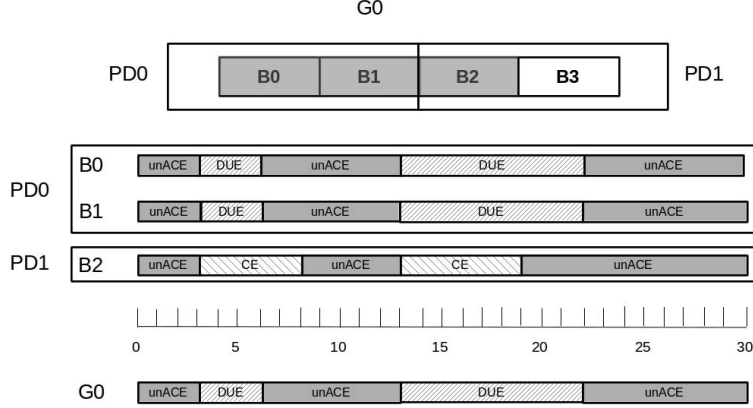 G0
PD0 B0 B1 B2 B3 PD1
B0 unACE DUE unACE DUE unACE
PD0
B1 unACE DUE unACE DUE unACE
PD1 B2 unACE CE unACE CE unACE
0 5 10 15 20 25 30
G0 unACE DUE unACE DUE unACE